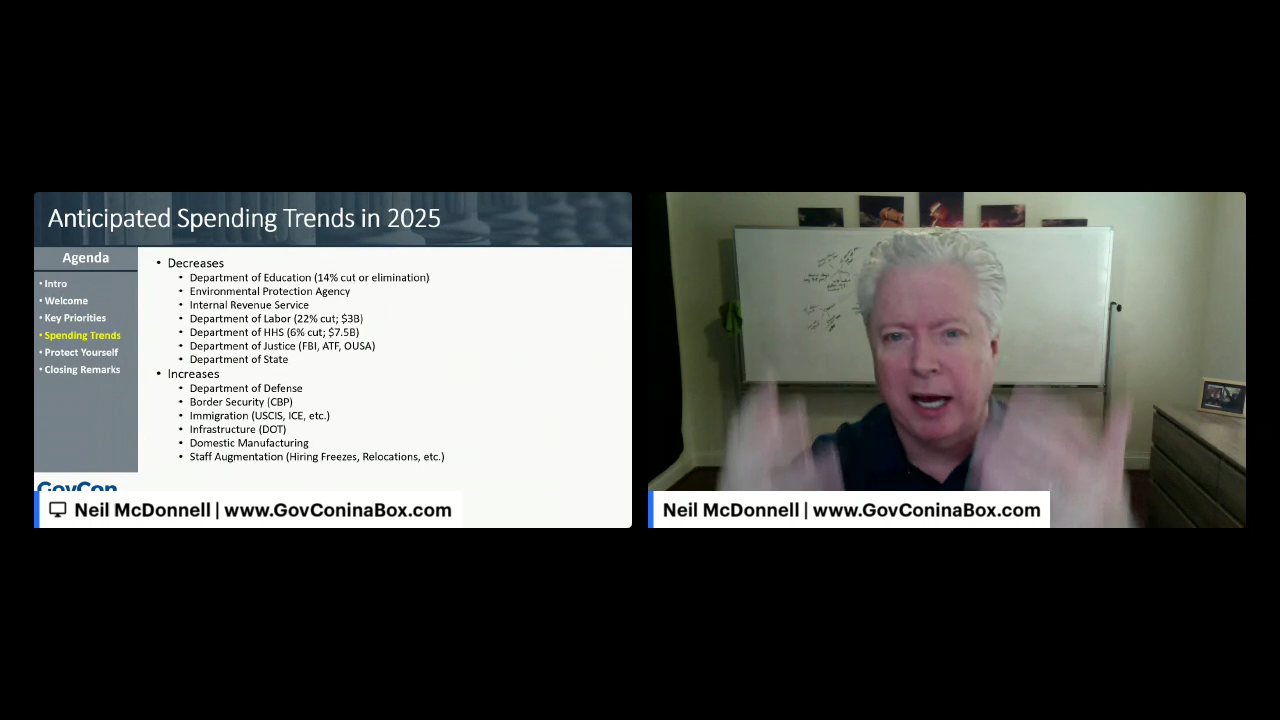 Anticipated Spending Trends in 2025
Agenda
• Intro
• Welcome
• Key Priorities
• Spending Trends
• Protect Yourself
• Closing Remarks
• Decreases
• Department of Education (14% cut or elimination)
• Environmental Protection Agency
• Internal Revenue Service
• Department of Labor (22% cut; $3B)
• Department of HHS (6% cut; $7.5B)
• Department of Justice (FBI, ATF, OUSA)
• Department of State
• Increases
• Department of Defense
• Border Security (CBP)
• Immigration (USCIS, ICE, etc.)
• Infrastructure (DOT)
• Domestic Manufacturing
• Staff Augmentation (Hiring Freezes, Relocations, etc.)
GovCon
Neil McDonnell | www.GovConinaBox.com
Neil McDonnell | www.GovConinaBox.com